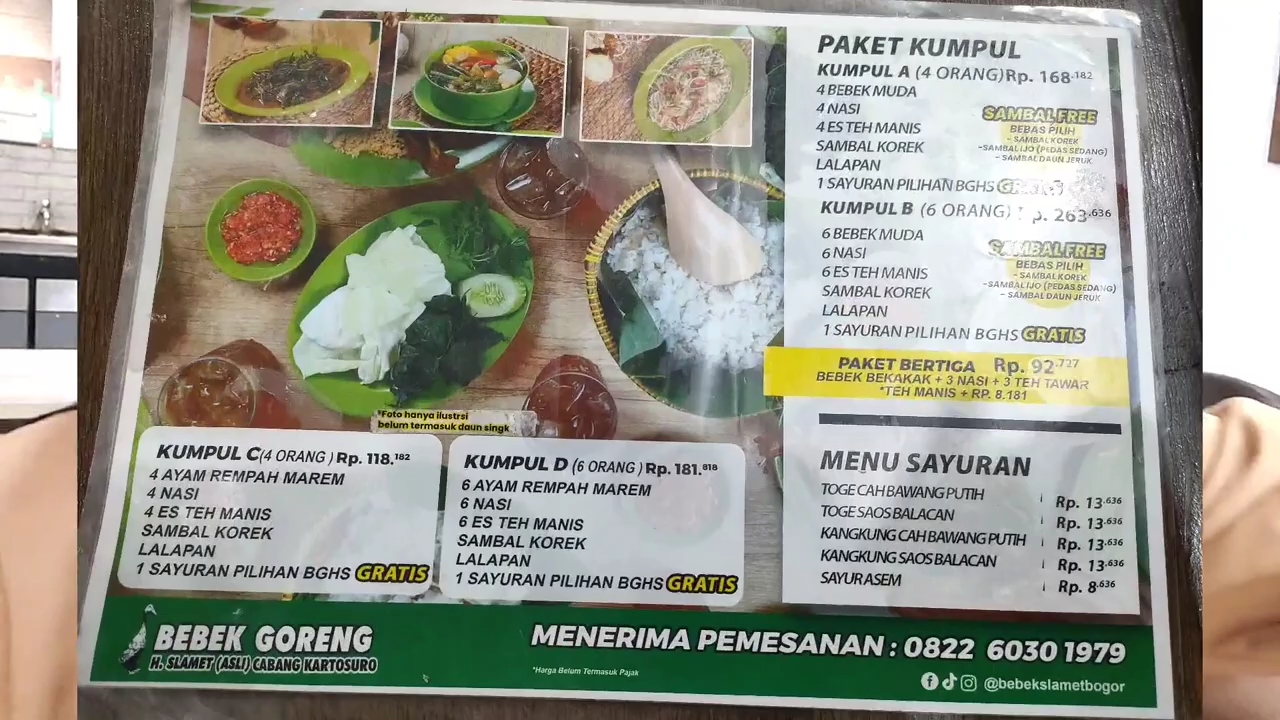 PAKET KUMPUL
KUMPUL A (4 ORANG) Rp. 168.182
4 BEBEK MUDA
4 NASI
4 ES TEH MANIS
SAMBAL KOREK
LALAPAN
1 SAYURAN PILIHAN BGHS
SAMBAL FREE
BEBAS PILIH
- SAMBAL KOREK
- SAMBAL IJO (PEDAS SEDANG)
- SAMBAL DAUN JERUK
KUMPUL B (6 ORANG) Rp. 263.636
6 BEBEK MUDA
6 NASI
6 ES TEH MANIS
SAMBAL KOREK
LALAPAN
1 SAYURAN PILIHAN BGHS GRATIS
SAMBAL FREE
BEBAS PILIH
- SAMBAL KOREK
- SAMBAL IJO (PEDAS SEDANG)
- SAMBAL DAUN JERUK
PAKET BERTIGA Rp. 92.727
BEBEK BEKAKAK + 3 NASI + 3 TEH TAWAR
*TEH MANIS + RP. 8.181
*Foto hanya ilustrsi
belum termasuk daun singk
KUMPUL C (4 ORANG) Rp. 118.182
4 AYAM REMPAH MAREM
4 NASI
4 ES TEH MANIS
SAMBAL KOREK
LALAPAN
1 SAYURAN PILIHAN BGHS GRATIS
KUMPUL D (6 ORANG) Rp. 181.818
6 AYAM REMPAH MAREM
6 NASI
6 ES TEH MANIS
SAMBAL KOREK
LALAPAN
1 SAYURAN PILIHAN BGHS GRATIS
MENU SAYURAN
TOGE CAH BAWANG PUTIH Rp. 13.636
TOGE SAOS BALACAN Rp. 13.636
KANGKUNG CAH BAWANG PUTIH Rp. 13.636
KANGKUNG SAOS BALACAN Rp. 13.636
SAYUR ASEM Rp. 8.636
BEBEK GORENG
H. SLAMET (ASLI) CABANG KARTOSURO
MENERIMA PEMESANAN : 0822 6030 1979
*Harga Belum Termasuk Pajak
@bebekslametbogor